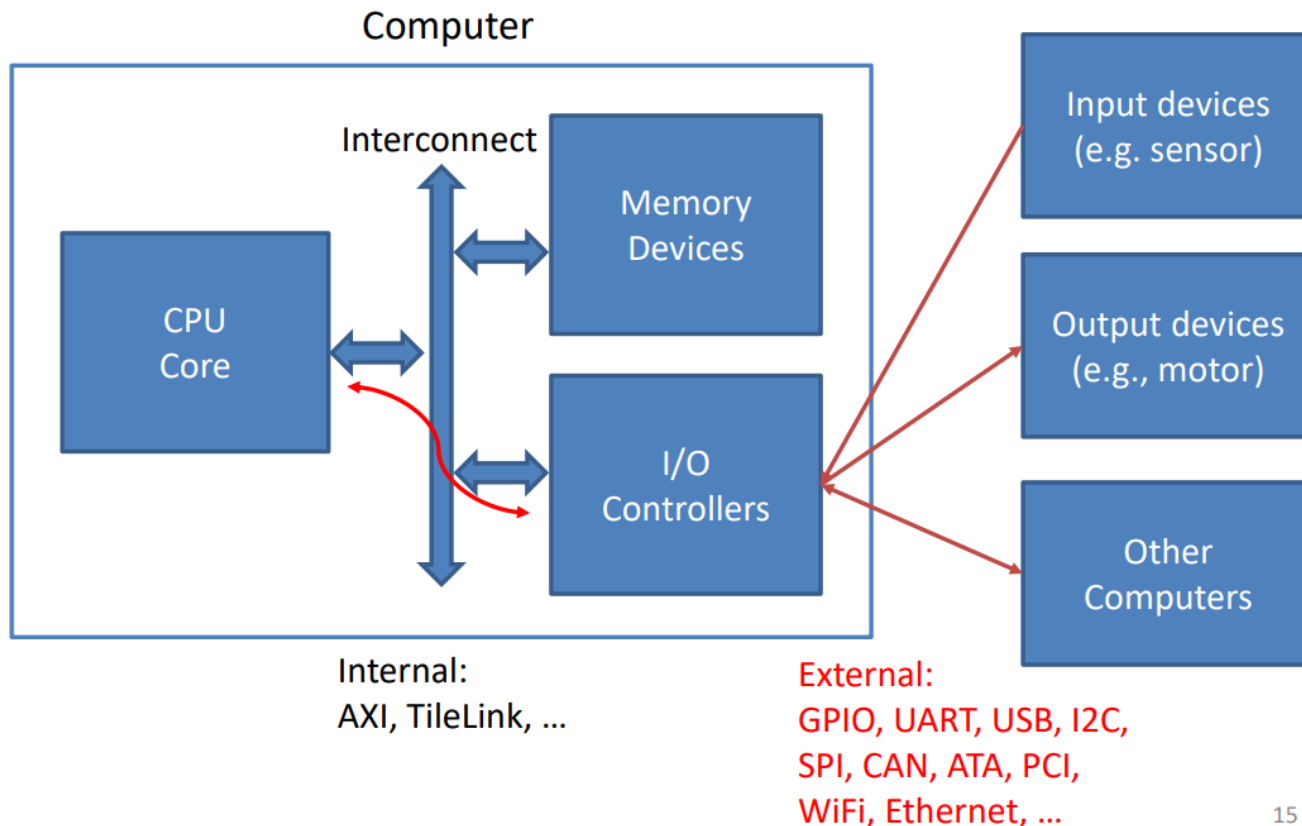 Computer
Interconnect
CPU
Core
Memory
Devices
I/O
Controllers
Input devices
(e.g. sensor)
Output devices
(e.g., motor)
Other
Computers
Internal:
AXI, TileLink, ...
External:
GPIO, UART, USB, I2C,
SPI, CAN, ATA, PCI,
WiFi, Ethernet, ...
15